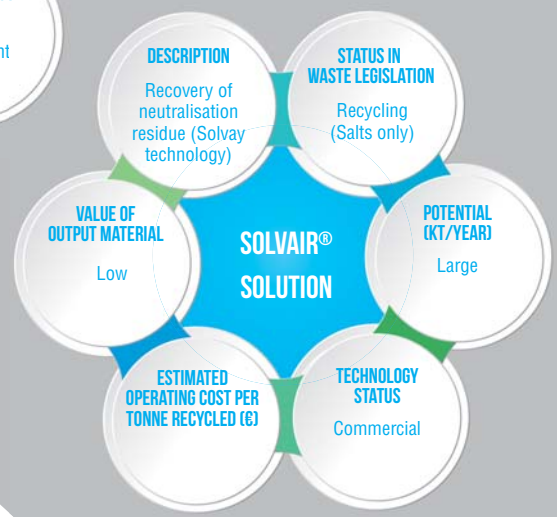 nt
DESCRIPTION
Recovery of
neutralisation
residue (Solvay
technology)
STATUS IN
WASTE LEGISLATION
Recycling
(Salts only)
VALUE OF
OUTPUT MATERIAL
Low
SOLVAIR®
SOLUTION
POTENTIAL
(KT/YEAR)
Large
ESTIMATED
OPERATING COST PER
TONNE RECYCLED (€)
TECHNOLOGY
STATUS
Commercial